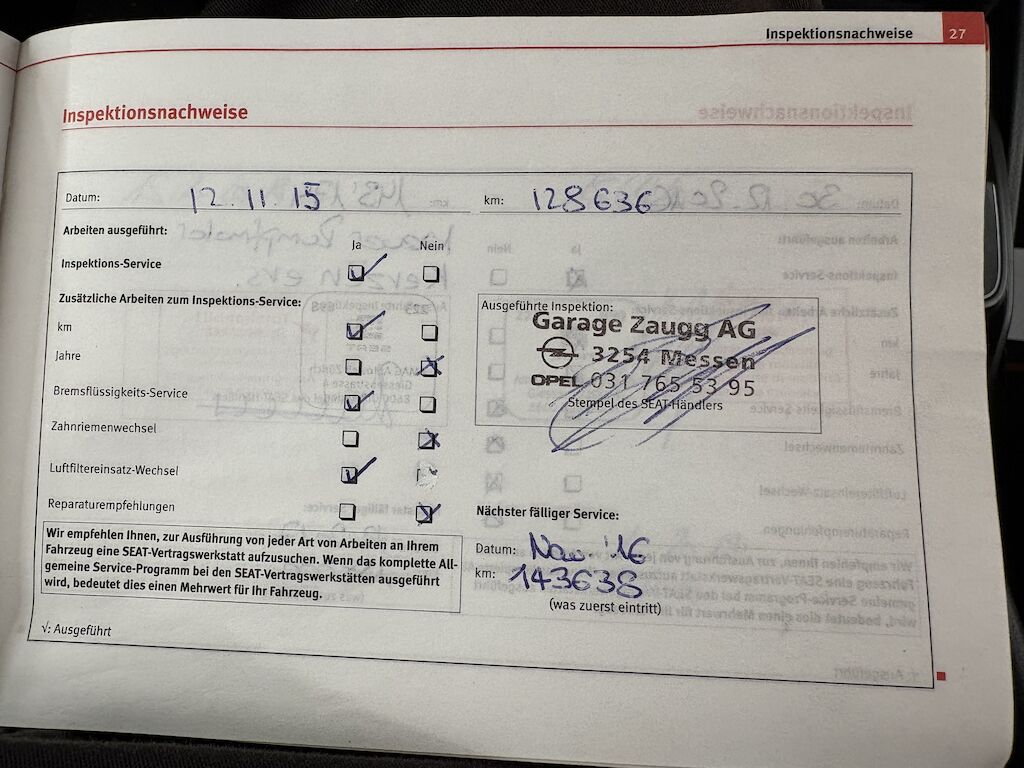 Inspektionsnachweise 27
Inspektionsnachweise
Datum: 12.11.15 km: 128636
Arbeiten ausgeführt:
Ja Nein
Inspektions-Service
Zusätzliche Arbeiten zum Inspektions-Service:
km
Jahre
Bremsflüssigkeits-Service
Zahnriemenwechsel
Luftfiltereinsatz-Wechsel
Reparaturempfehlungen
Wir empfehlen Ihnen, zur Ausführung von jeder Art von Arbeiten an Ihrem
Fahrzeug eine SEAT-Vertragswerkstatt aufzusuchen. Wenn das komplette All-
gemeine Service-Programm bei den SEAT-Vertragswerkstätten ausgeführt
wird, bedeutet dies einen Mehrwert für Ihr Fahrzeug.
√: Ausgeführt
Ausgeführte Inspektion:
Garage Zaugg AG
3254 Messen
OPEL 031 765 53 95
Stempel des SEAT-Händlers
Nächster fälliger Service:
Datum: Nov. '16
km: 143638
(was zuerst eintritt)